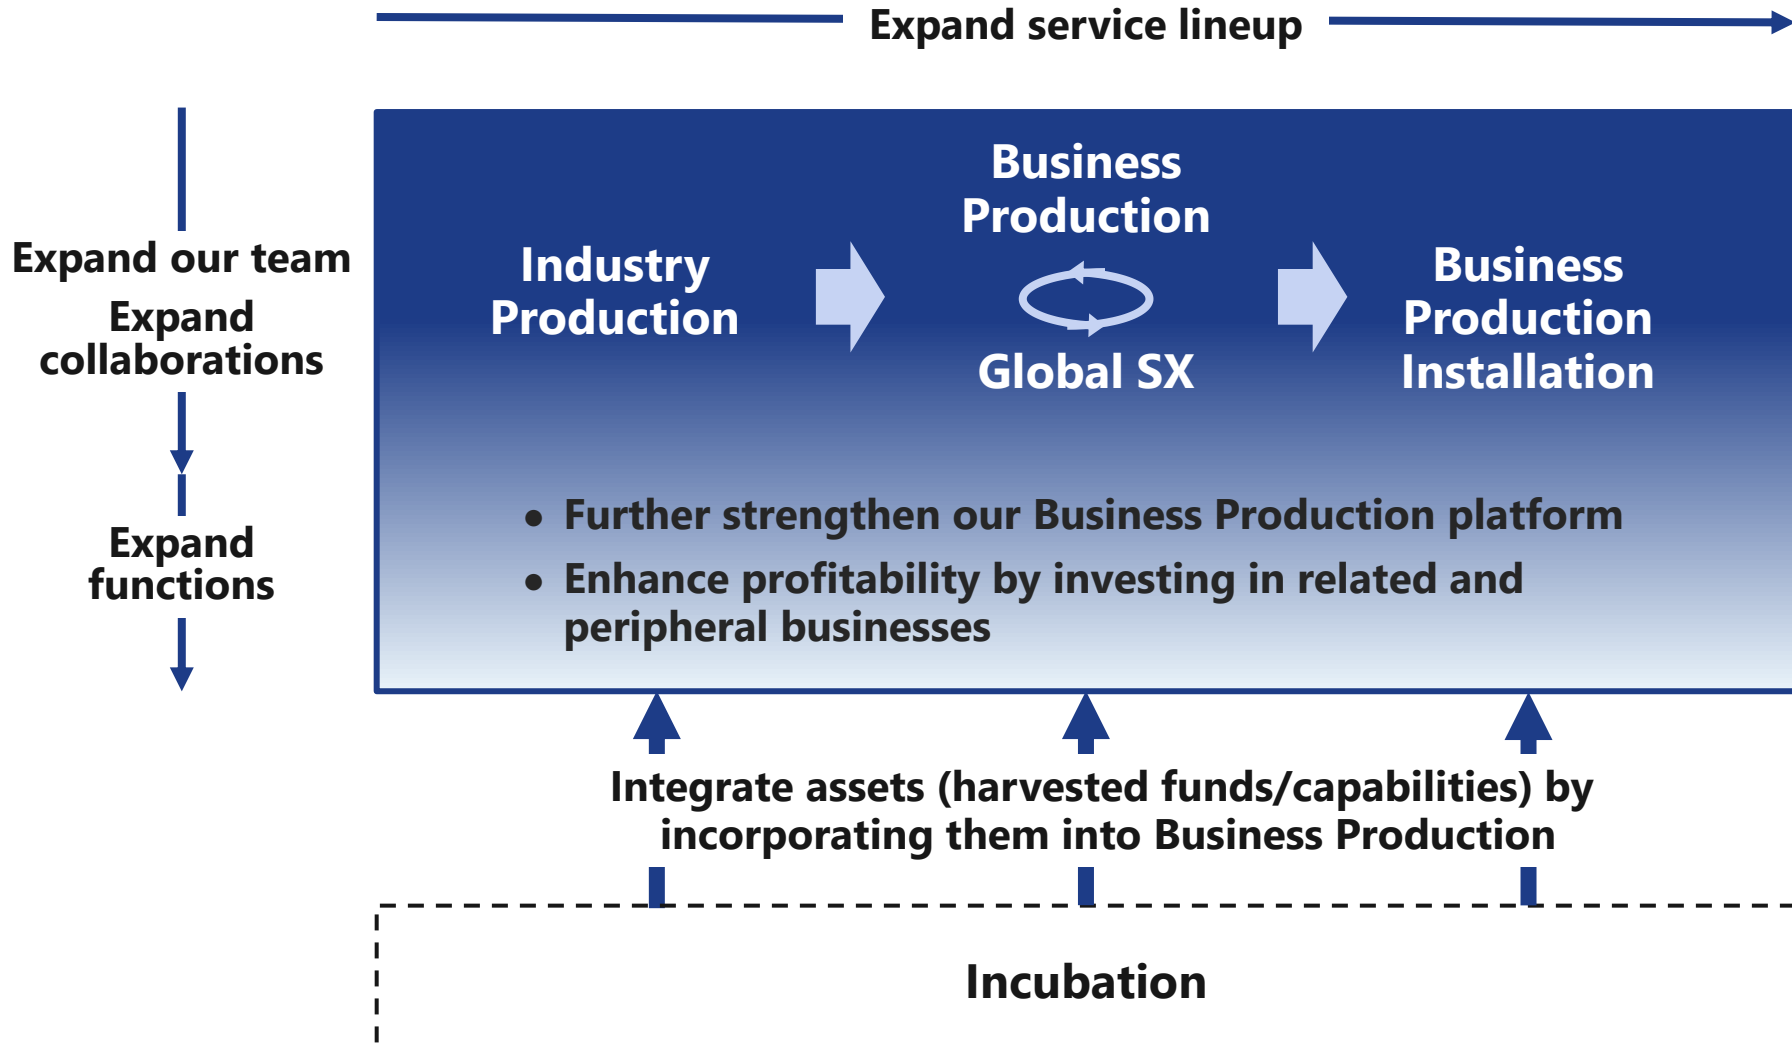 Expand service lineup
Expand our team
Expand
collaborations
Expand
functions
Industry
Production
Business
Production
Global SX
Business
Production
Installation
● Further strengthen our Business Production platform
● Enhance profitability by investing in related and
peripheral businesses
Integrate assets (harvested funds/capabilities) by
incorporating them into Business Production
Incubation